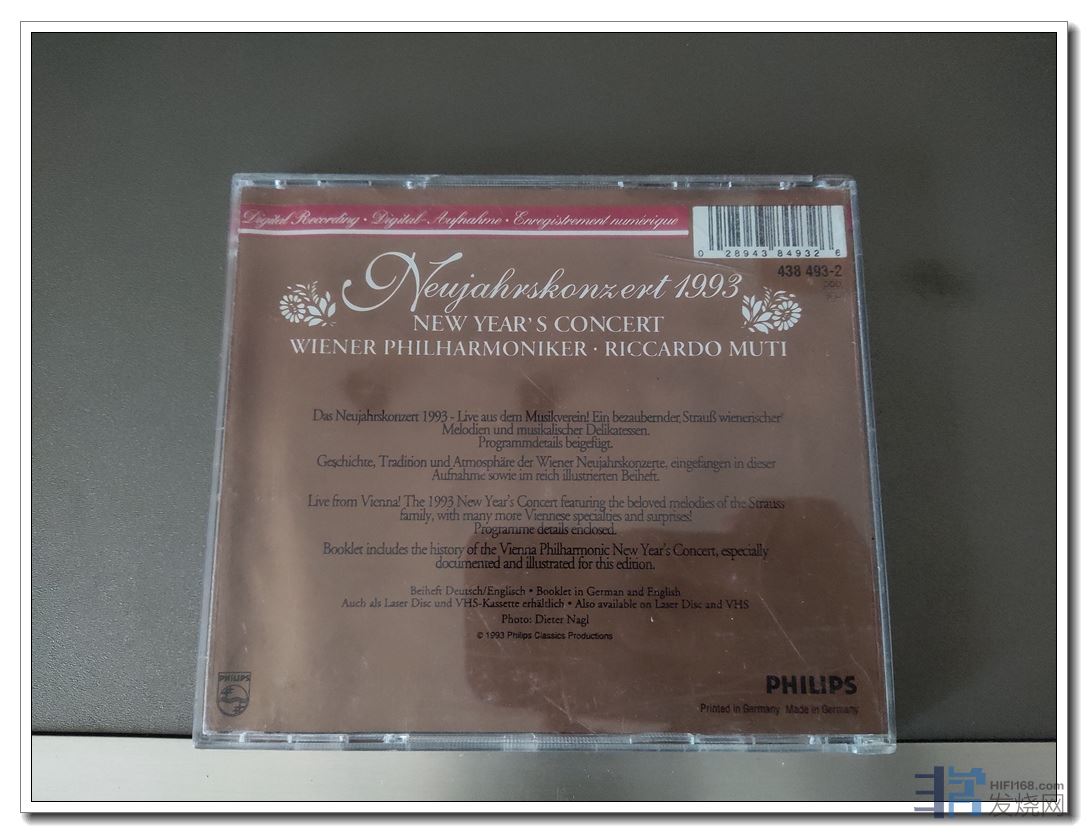 Digital Recording · Digital-Aufnahme · Enregistrement numérique
0 28943 84932 6
438 493-2
Neujahrskonzert 1993
NEW YEAR'S CONCERT
WIENER PHILHARMONIKER · RICCARDO MUTI
Das Neujahrskonzert 1993 - Live aus dem Musikverein! Ein bezaubernder Strauß wienerischer
Melodien und musikalischer Delikatessen.
Programmdetails beigefügt.
Geschichte, Tradition und Atmosphäre der Wiener Neujahrskonzerte, eingefangen in dieser
Aufnahme sowie im reich illustrierten Beiheft.
Live from Vienna! The 1993 New Year's Concert featuring the beloved melodies of the Strauss
family, with many more Viennese specialties and surprises!
Programme details enclosed.
Booklet includes the history of the Vienna Philharmonic New Year's Concert, especially
documented and illustrated for this edition.
Beiheft Deutsch/Englisch • Booklet in German and English
Auch als Laser Disc und VHS-Kassette erhältlich • Also available on Laser Disc and VHS
Photo: Dieter Nagl
© 1993 Philips Classics Productions
PHILIPS
PHILIPS
Printed in Germany Made in Germany
HIFI168.com
发烧网